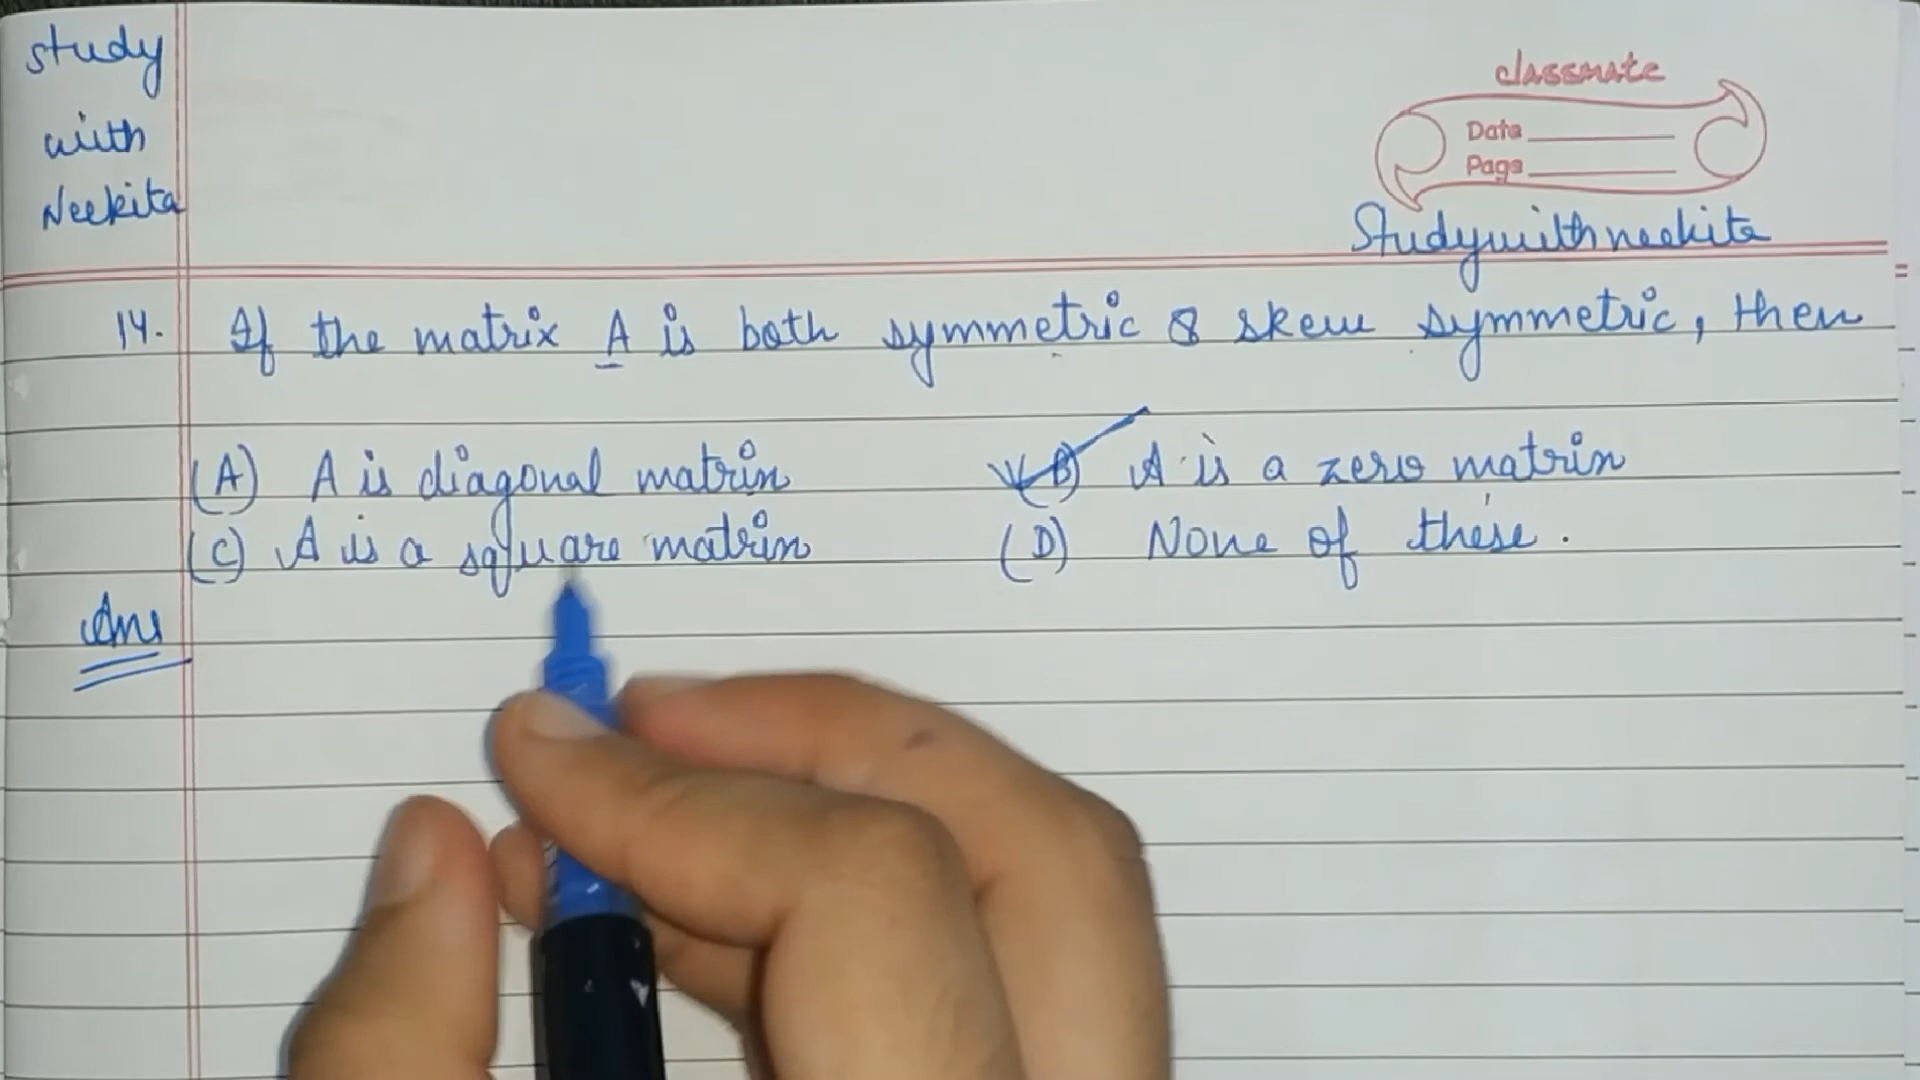 study
with
Neekita
classmate
Date
Page
Studywithneekita
14. If the matrix A is both symmetric & skew symmetric, then
(A) A is diagonal matrix (B) A is a zero matrix
(C) A is a square matrix (D) None of these.
Ans